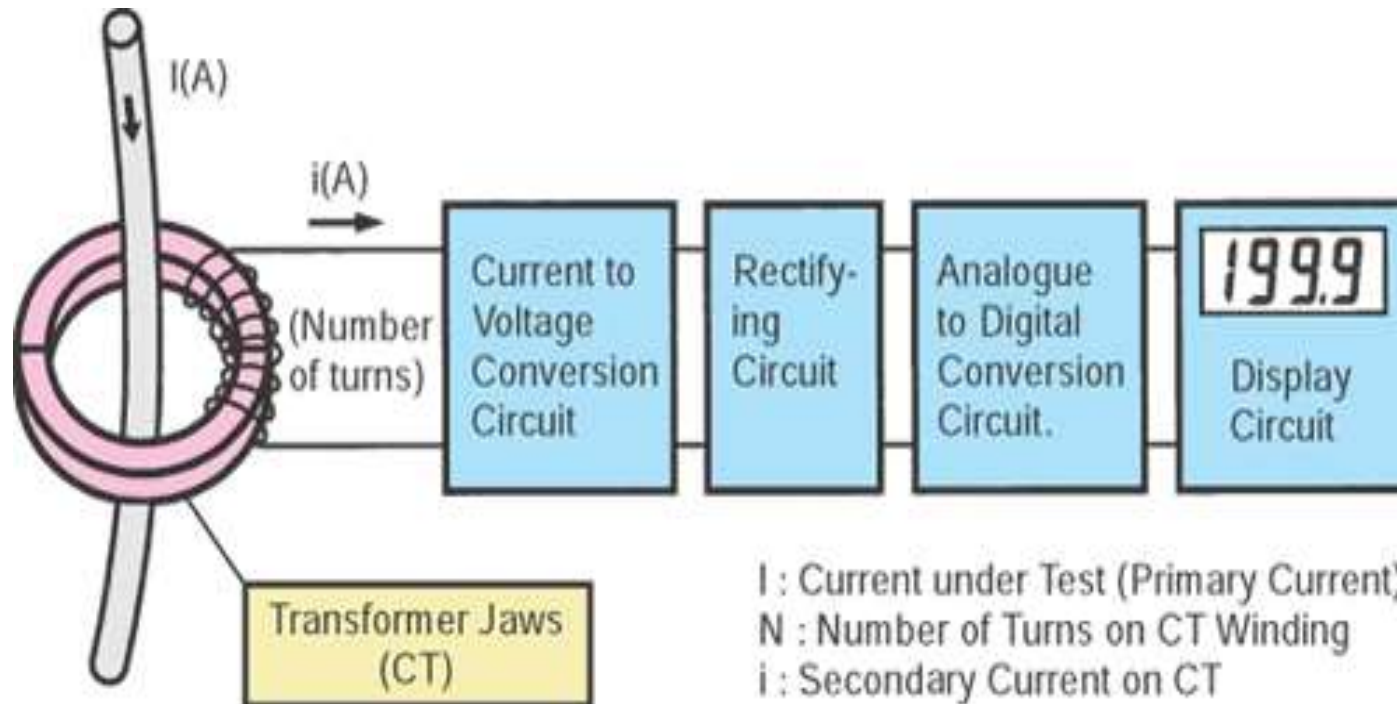 I(A)
i(A)
(Number
of turns)
Current to
Voltage
Conversion
Circuit
Rectify-
ing
Circuit
Analogue
to Digital
Conversion
Circuit.
199.9
Display
Circuit
Transformer Jaws
(CT)
I : Current under Test (Primary Current)
N : Number of Turns on CT Winding
i : Secondary Current on CT